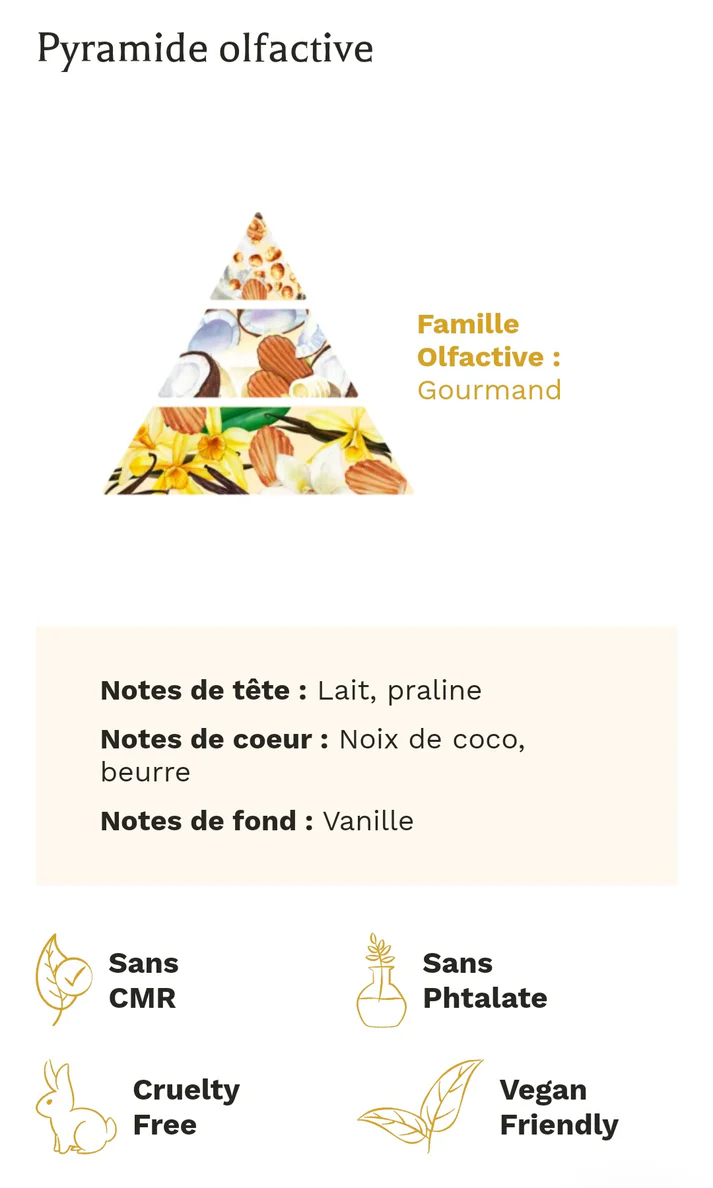 Pyramide olfactive
Famille
Olfactive :
Gourmand
Notes de tête : Lait, praline
Notes de coeur : Noix de coco,
beurre
Notes de fond : Vanille
Sans
CMR
Sans
Phtalate
Cruelty
Free
Vegan
Friendly